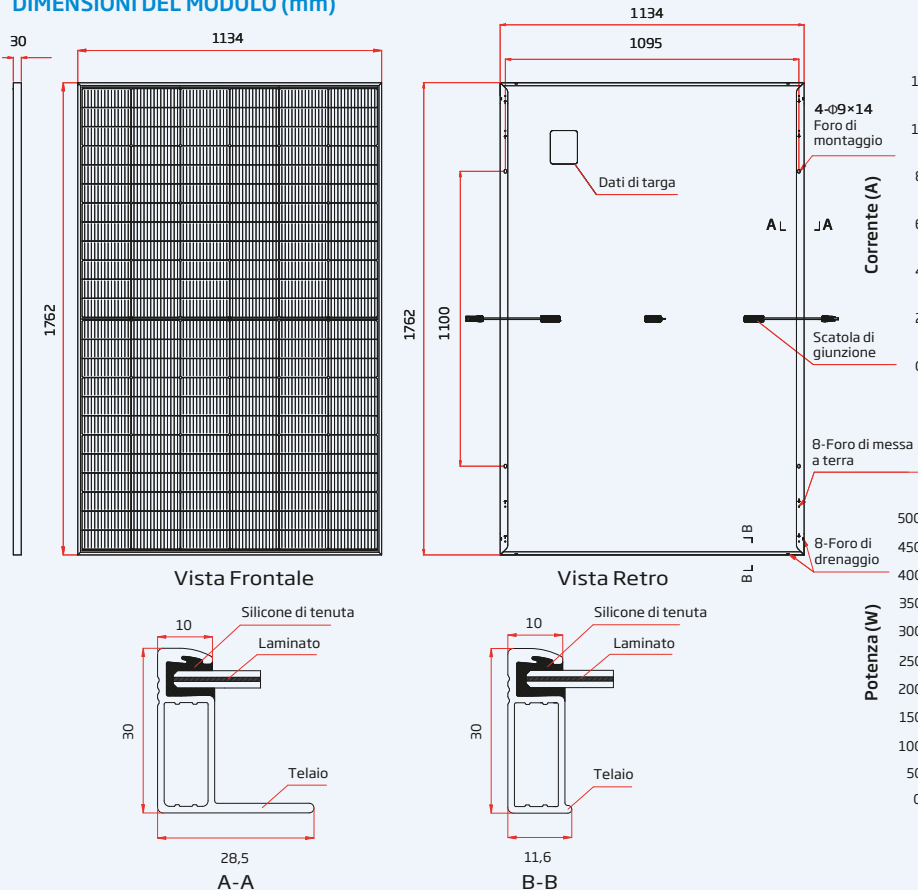 DIMENSIONI DEL MODULO (mm)
30
1134
1762
Vista Frontale
1134
1095
1762
1100
4-Φ9×14
Foro di
montaggio
Dati di targa
A
A
Scatola di
giunzione
8-Foro di messa
a terra
8-Foro di
drenaggio
B
B
Vista Retro
10
Silicone di tenuta
Laminato
30
Telaio
28,5
A-A
10
Silicone di tenuta
Laminato
30
Telaio
11,6
B-B
Corrente (A)
Potenza (W)
500
450
400
350
300
250
200
150
100
50
0